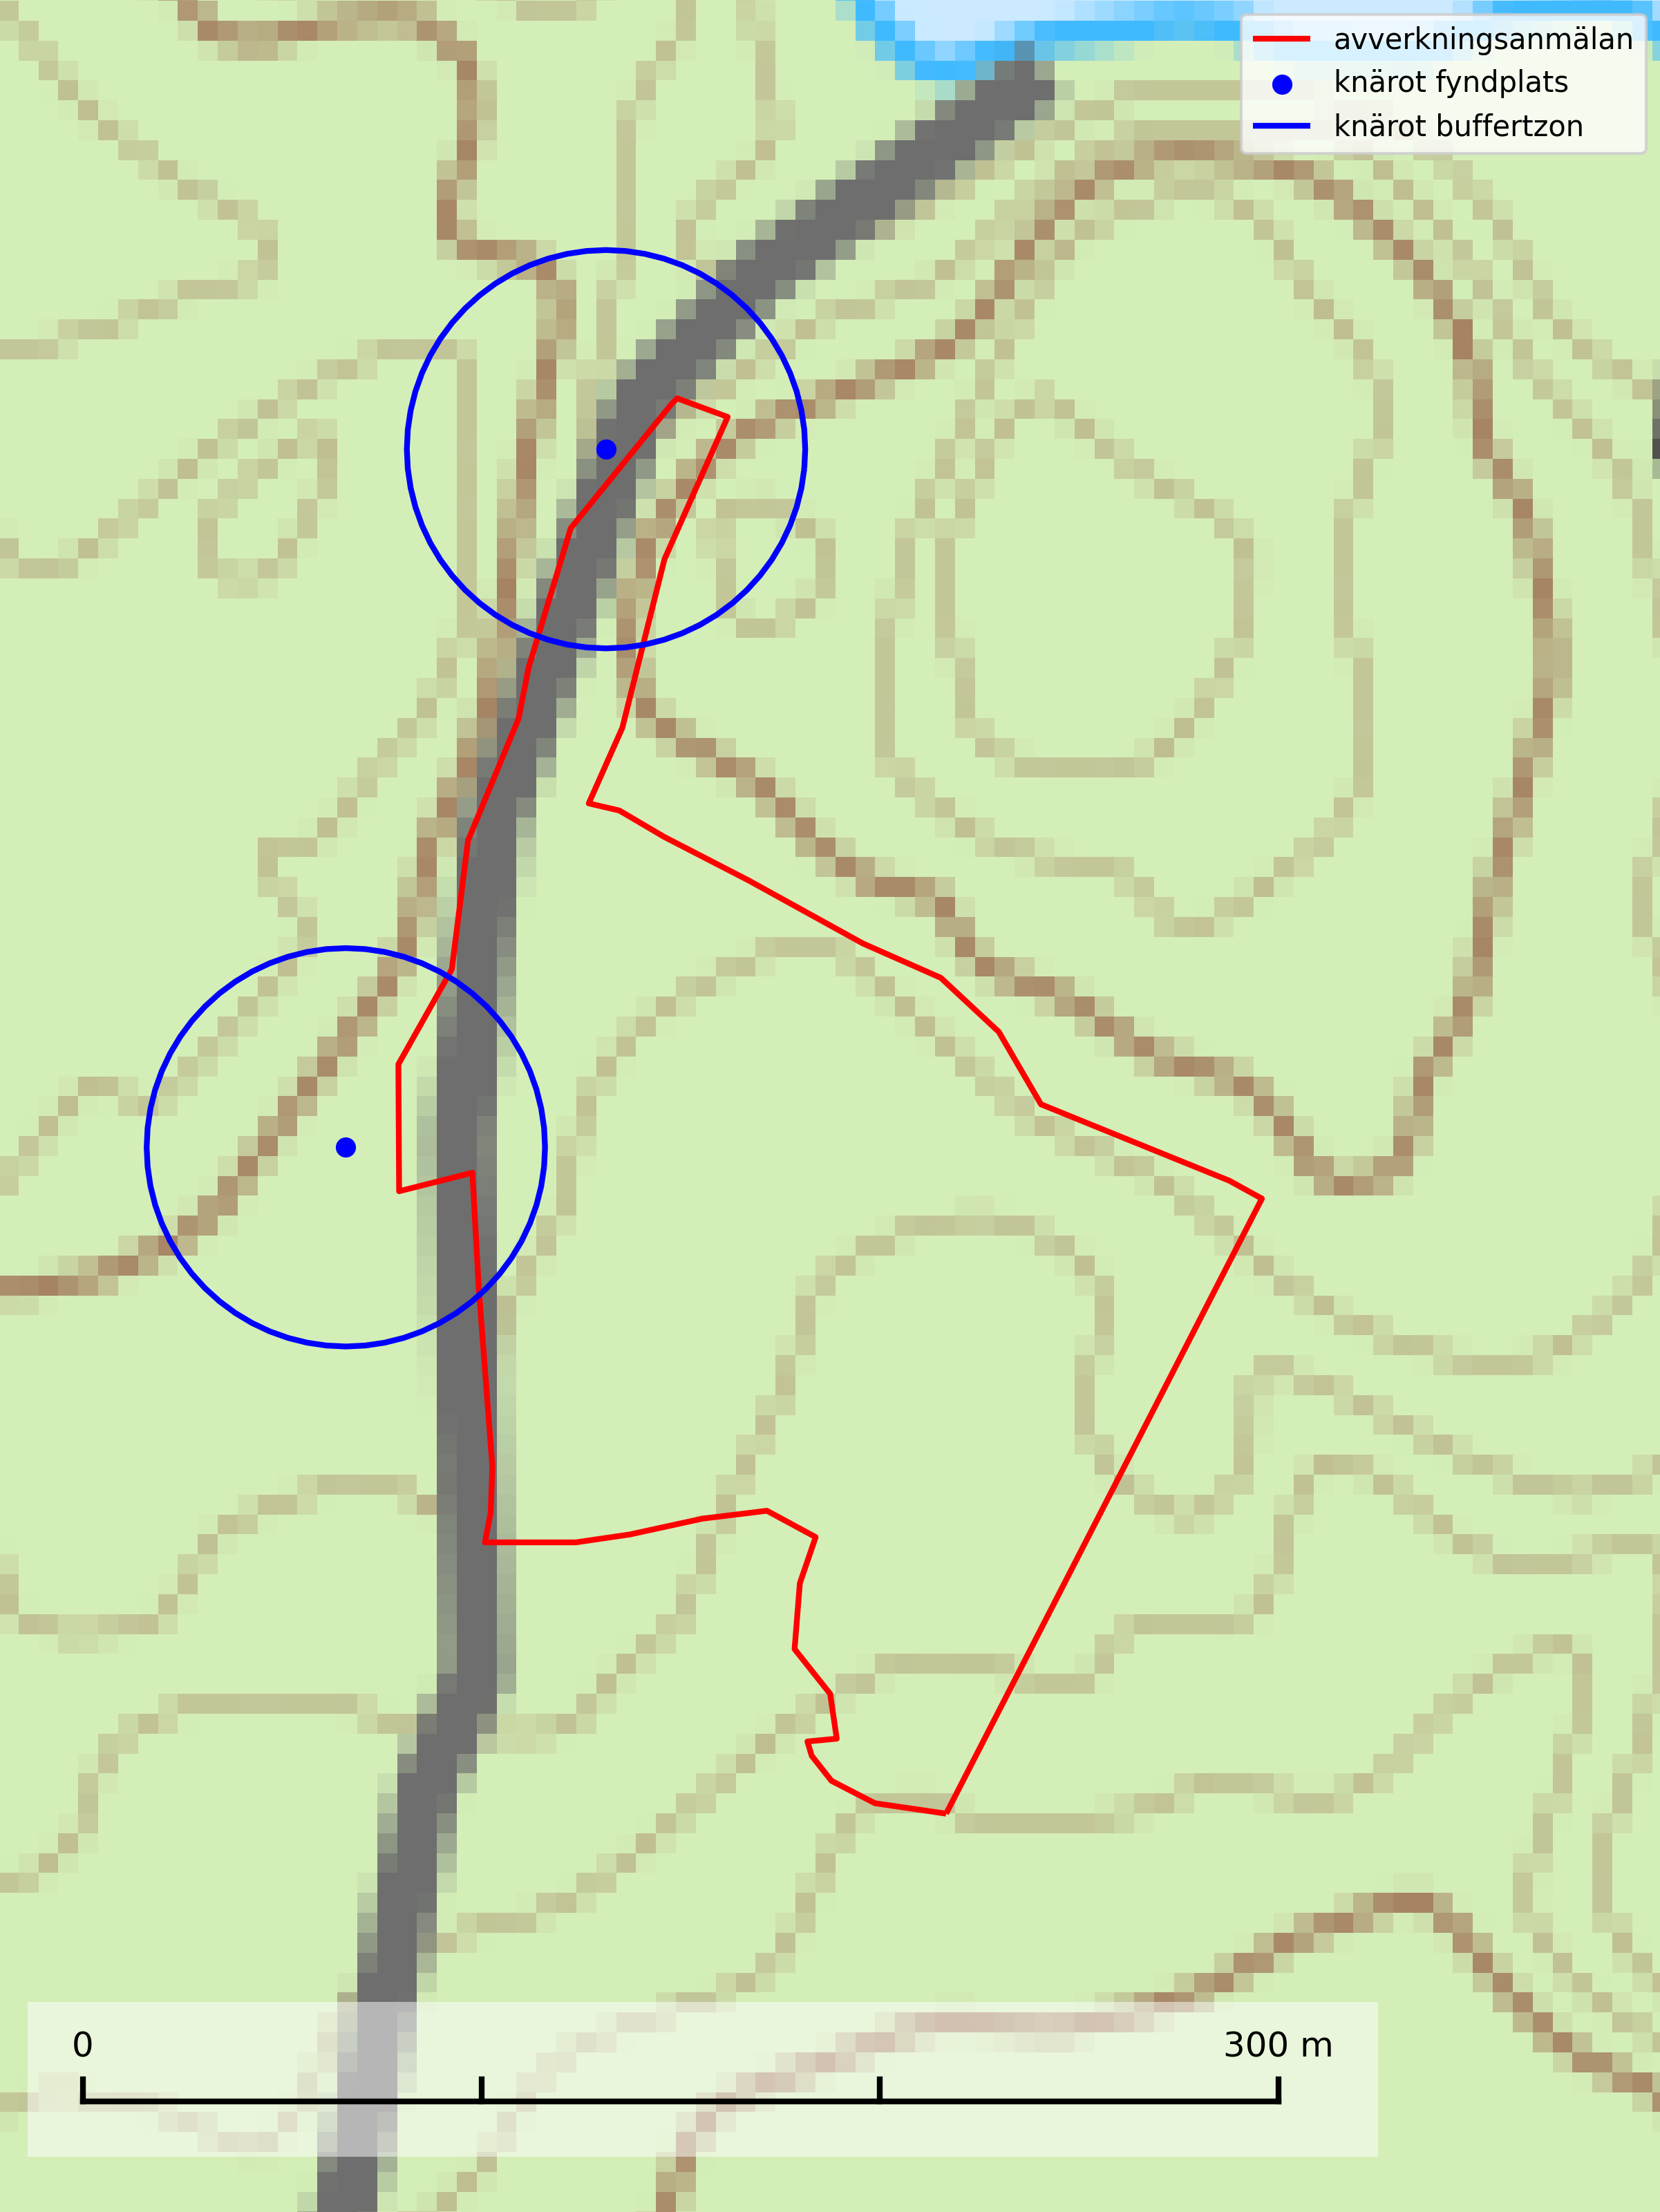 avverkningsanmälan
knärot fyndplats
knärot buffertzon
0
300 m